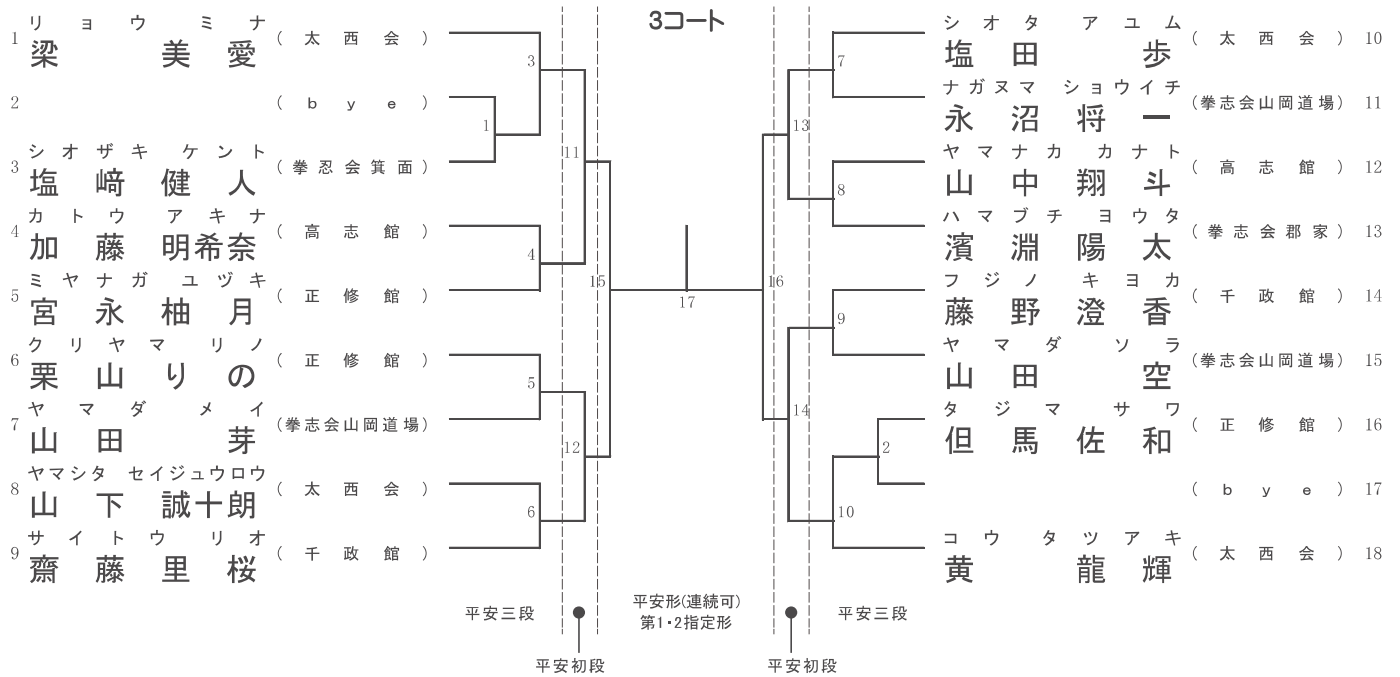 3コート
リョウ ミナ
1 梁 美愛 (太西会)
2 (bye)
シオザキ ケント
3 塩﨑健人 (拳忍会箕面)
カトウ アキナ
4 加藤明希奈 (高志館)
ミヤナガ ユヅキ
5 宮永柚月 (正修館)
クリヤマ リノ
6 栗山りの (正修館)
ヤマダ メイ
7 山田 芽 (拳志会山岡道場)
ヤマシタ セイジュウロウ
8 山下誠十朗 (太西会)
サイトウ リオ
9 齋藤里桜 (千政館)
3
1
11
4
15
5
12
6
17
7
13
8
16
9
14
2
10
シオタ アユム
塩田 歩 (太西会) 10
ナガヌマ ショウイチ
永沼将一 (拳志会山岡道場) 11
ヤマナカ カナト
山中翔斗 (高志館) 12
ハマブチ ヨウタ
濱淵陽太 (拳志会郡家) 13
フジノ キヨカ
藤野澄香 (千政館) 14
ヤマダ ソラ
山田 空 (拳志会山岡道場) 15
タジマ サワ
但馬佐和 (正修館) 16
(bye) 17
コウ タツアキ
黄 龍輝 (太西会) 18
平安三段
平安初段
平安形(連続可)
第1・2指定形
平安初段
平安三段